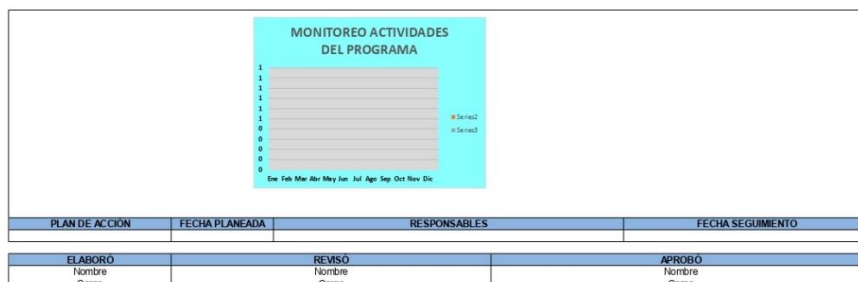 MONITOREO ACTIVIDADES
DEL PROGRAMA
1
1
1
1
1
1
0
0
0
0
0
Ene Feb Mar Abr May Jun Jul Ago Sep Oct Nov Dic
Series2
Series3
PLAN DE ACCIÓN FECHA PLANEADA RESPONSABLES FECHA SEGUIMIENTO
ELABORÓ REVISÓ APROBÓ
Nombre Nombre Nombre